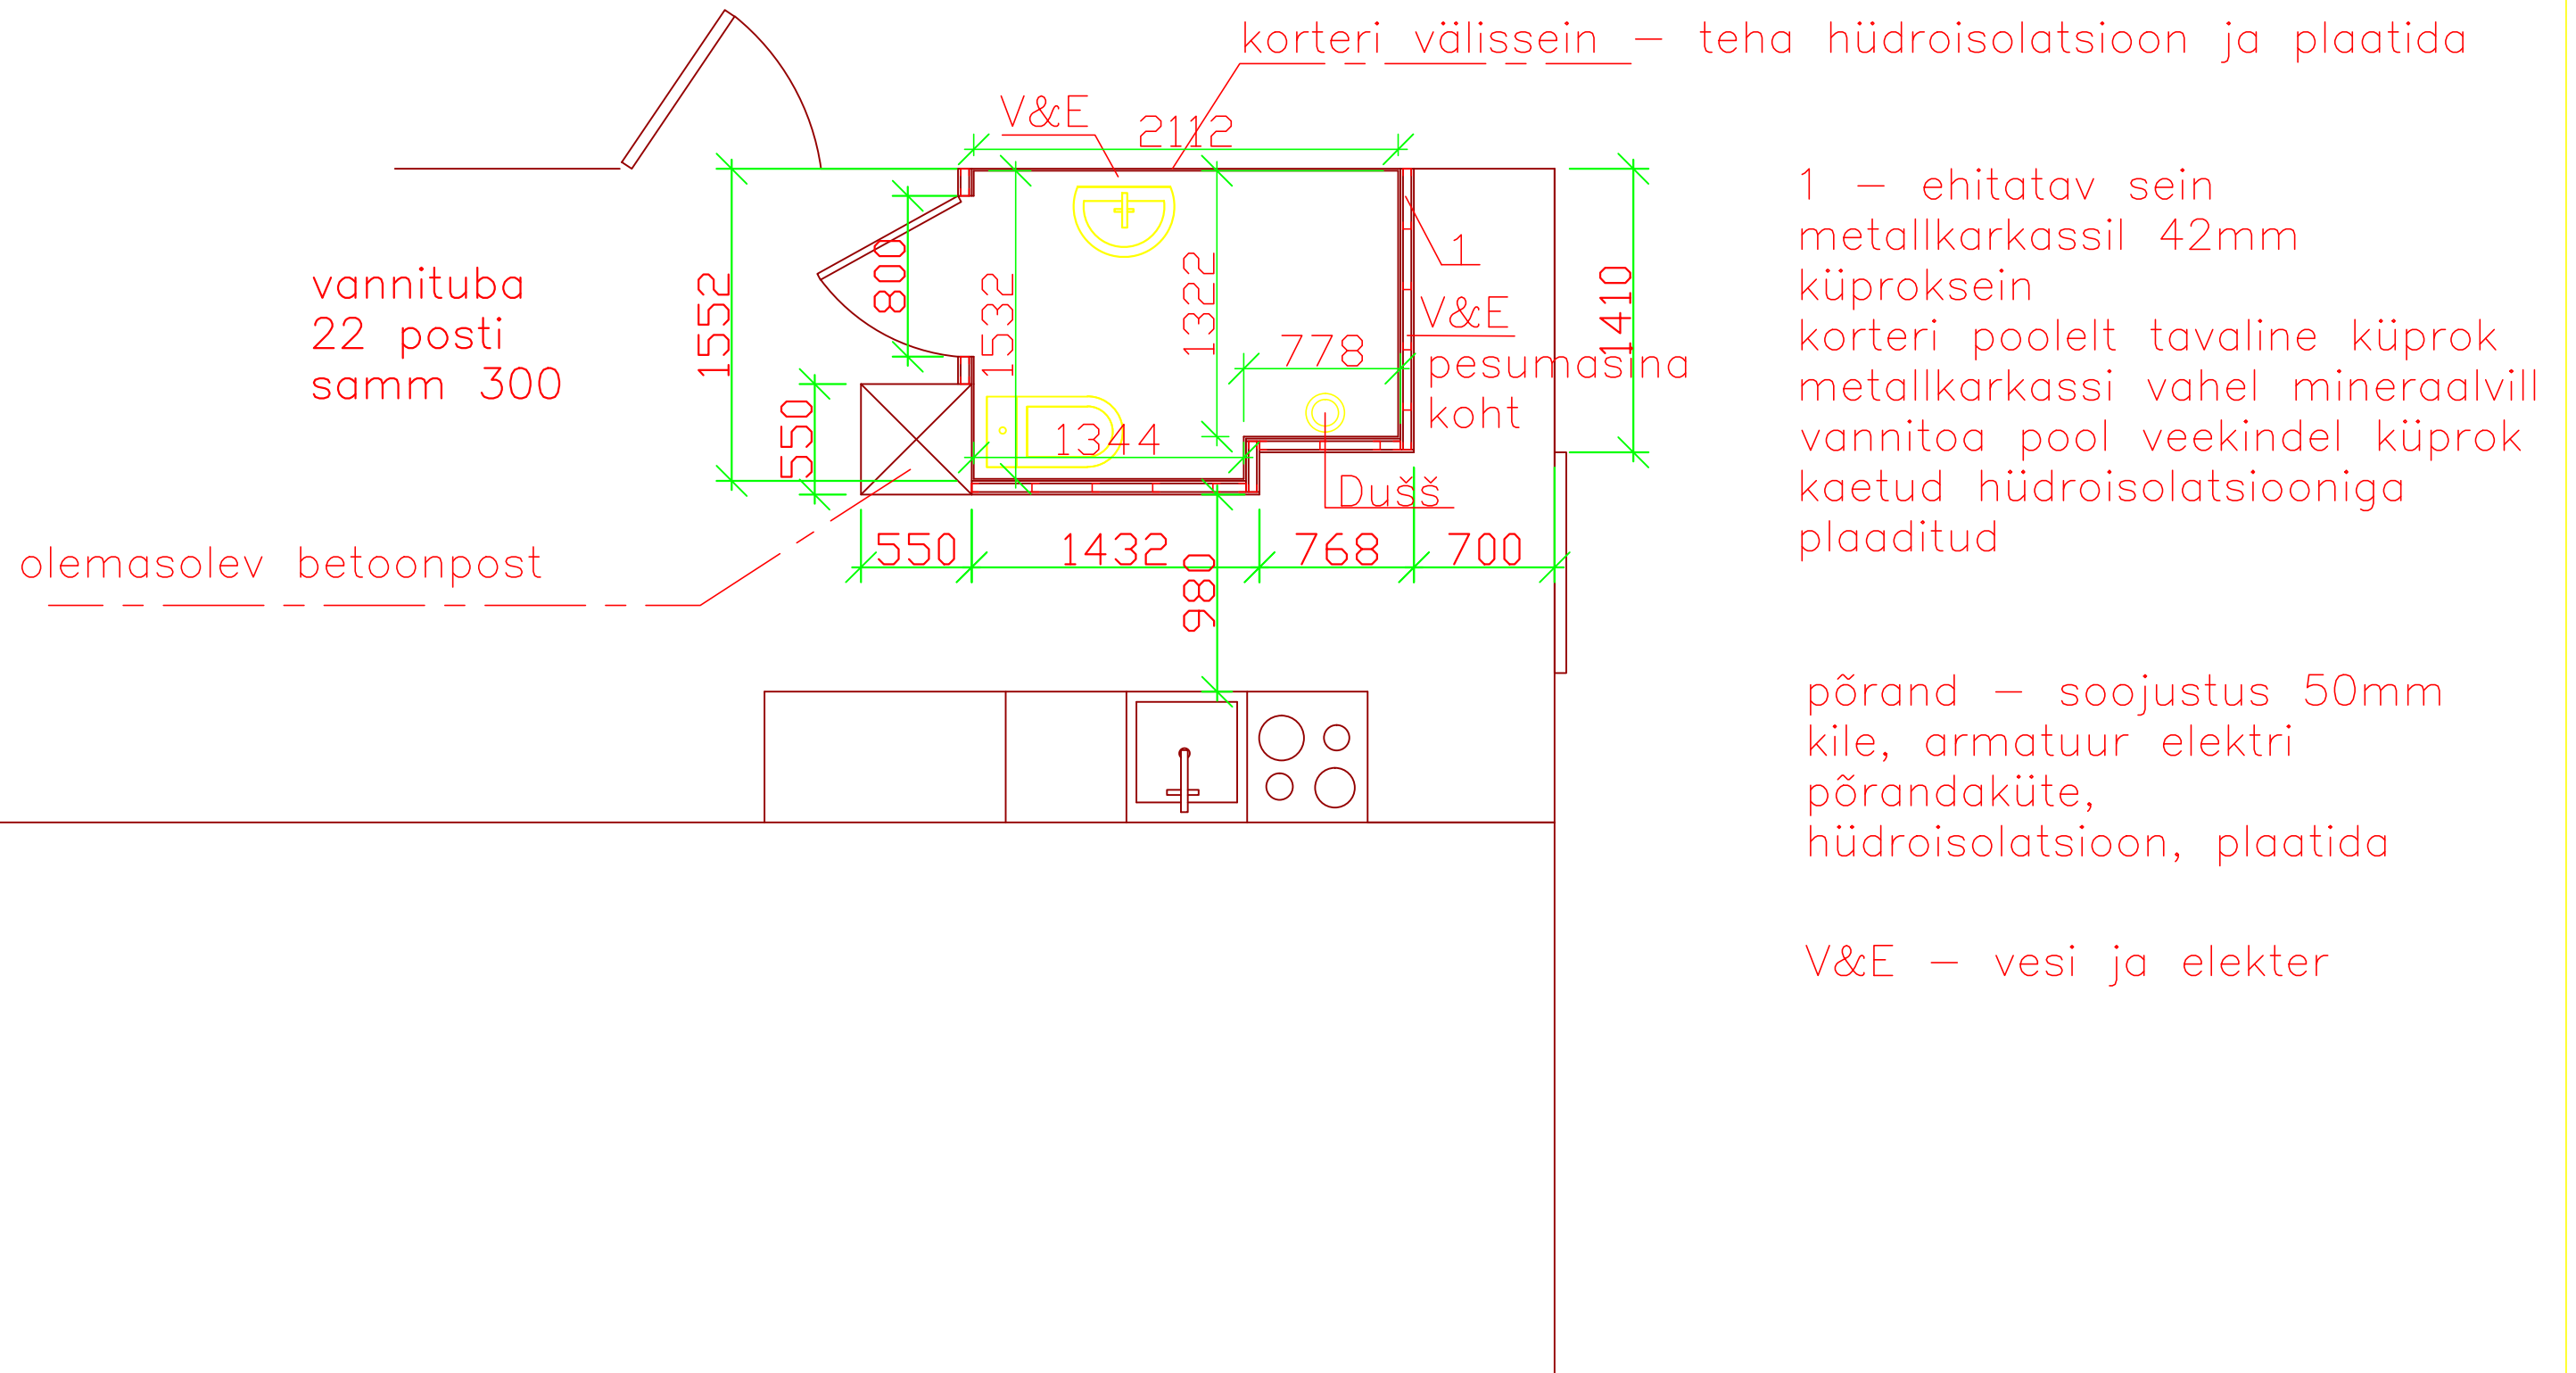 korteri välissein – teha hüdroisolatsioon ja plaatida
V&E
2112
1 – ehitatav sein
metallkarkassil 42mm
küproksein
korteri poolelt tavaline küprok
metallkarkassi vahel mineraalvill
vannitoa pool veekindel küprok
kaetud hüdroisolatsiooniga
plaaditud
vannituba
22 posti
samm 300
1552
800
1532
1322
1
V&E
pesumasina
koht
1410
778
550
1344
Dušš
550
1432
768
700
980
olemasolev betoonpost
põrand – soojustus 50mm
kile, armatuur elektri
põrandaküte,
hüdroisolatsioon, plaatida
V&E – vesi ja elekter